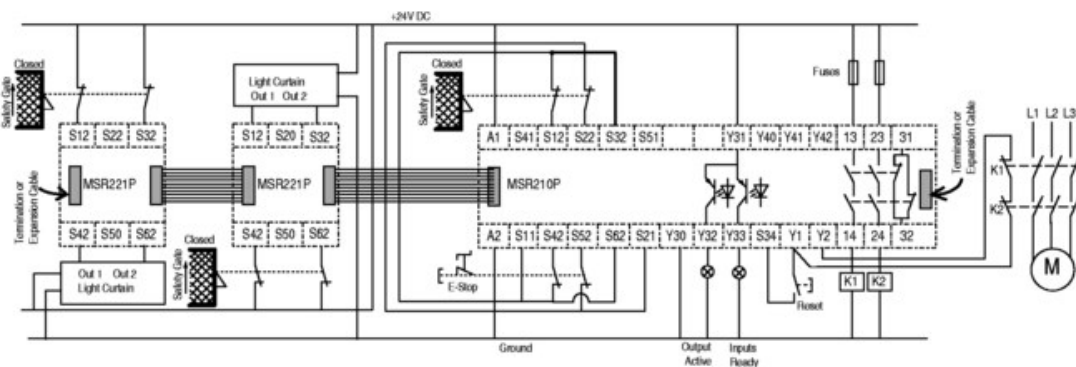 +24V DC
Closed
Safety Gate
Light Curtain
Out 1 Out 2
Closed
Safety Gate
Fuses
S12 S22 S32
S12 S20 S32
A1 S41 S12 S22 S32 S51 Y31 Y40 Y41 Y42 13 23 31
L1 L2 L3
MSR221P
MSR221P
MSR210P
Termination or
Expansion Cable
K1
K2
Termination or
Expansion Cable
S42 S50 S62
S42 S50 S62
A2 S11 S42 S52 S62 S21 Y30 Y32 Y33 S34 Y1 Y2 14 24 32
Closed
Safety Gate
Out 1 Out 2
Light Curtain
E-Stop
K1 K2
M
Reset
Ground
Output
Active
Inputs
Ready